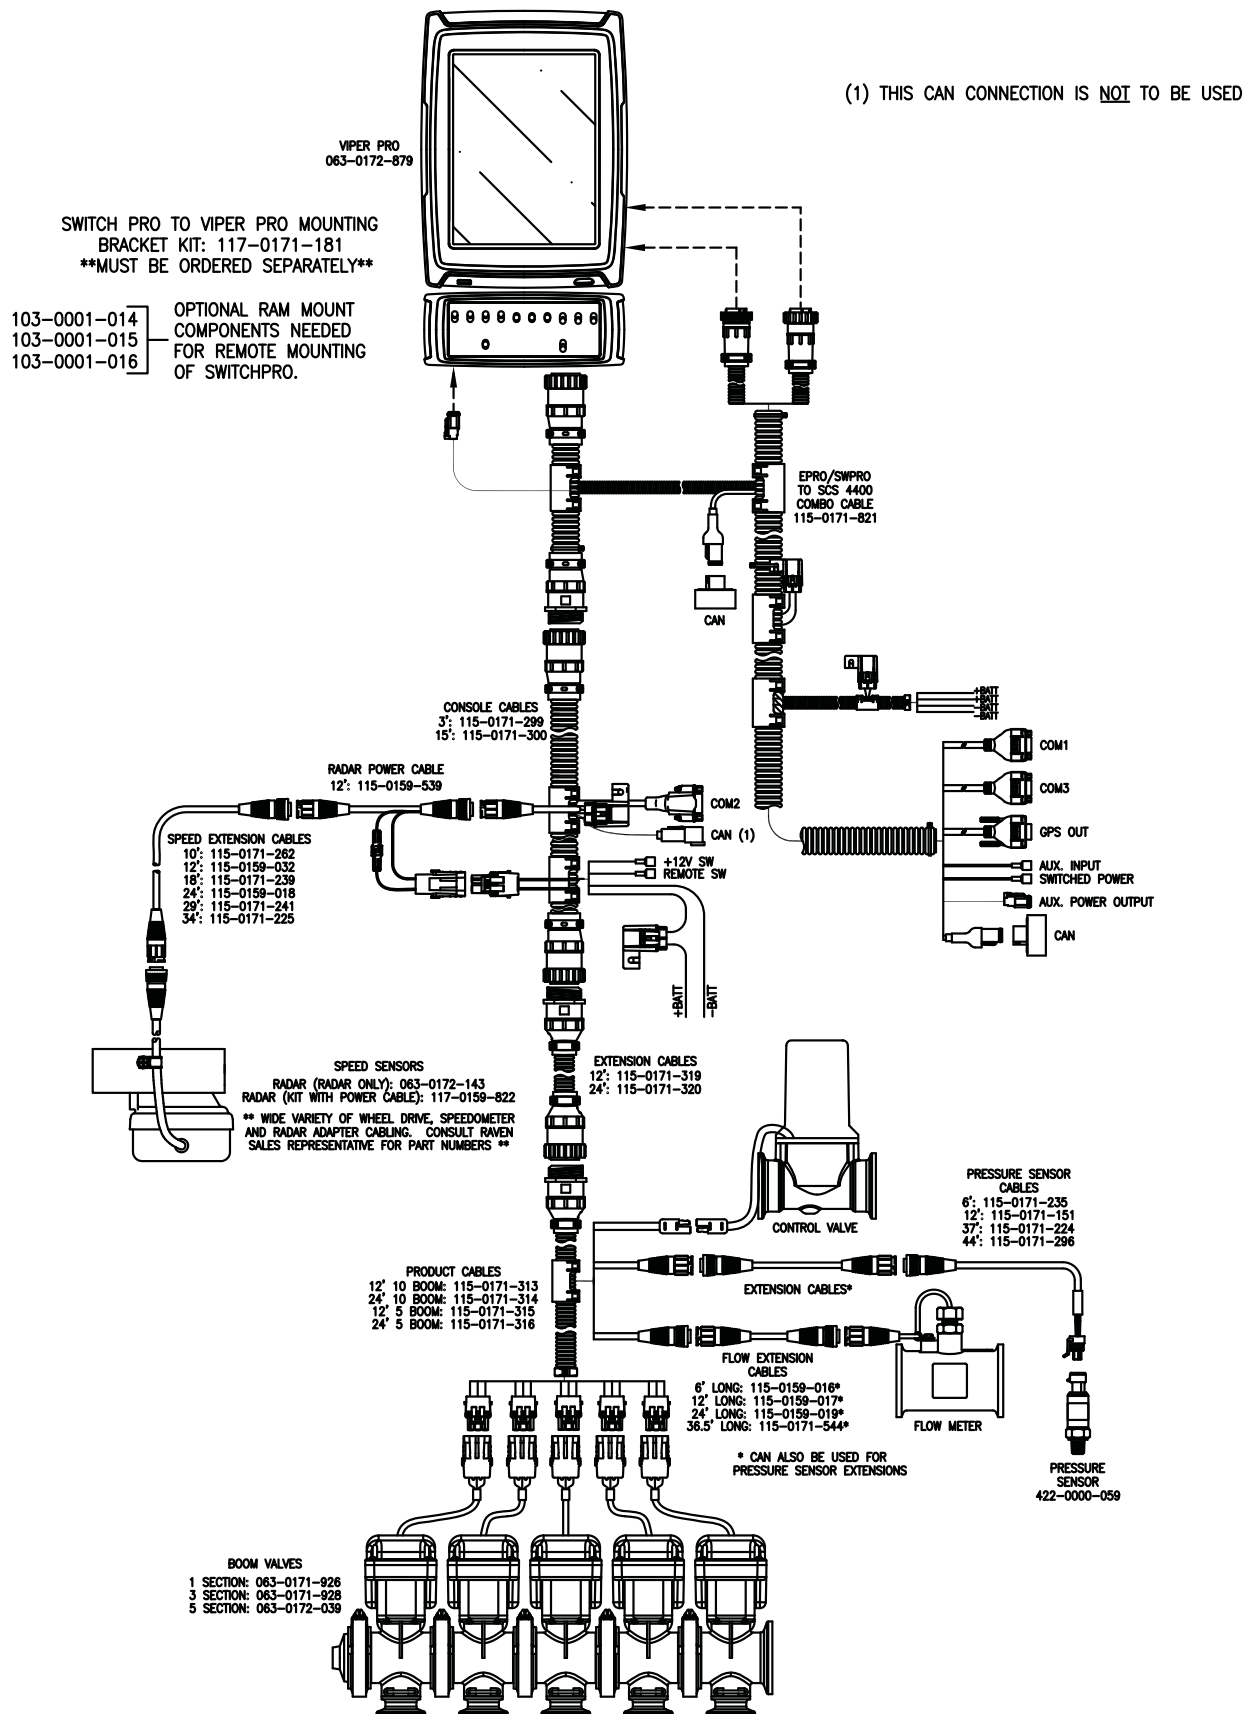 (1) THIS CAN CONNECTION IS NOT TO BE USED
VIPER PRO
063-0172-879
SWITCH PRO TO VIPER PRO MOUNTING
BRACKET KIT: 117-0171-181
**MUST BE ORDERED SEPARATELY**
103-0001-014
103-0001-015
103-0001-016
OPTIONAL RAM MOUNT
COMPONENTS NEEDED
FOR REMOTE MOUNTING
OF SWITCHPRO.
EPRO/SWPRO
TO SCS 4400
COMBO CABLE
115-0171-821
CAN
CONSOLE CABLES
3': 115-0171-299
15': 115-0171-300
+BATT
+BATT
-BATT
-BATT
COM1
COM3
GPS OUT
AUX. INPUT
SWITCHED POWER
AUX. POWER OUTPUT
CAN
RADAR POWER CABLE
12': 115-0159-539
COM2
CAN (1)
+12V SW
REMOTE SW
SPEED EXTENSION CABLES
10': 115-0171-262
12': 115-0159-032
18': 115-0171-239
24': 115-0159-018
29': 115-0171-241
34': 115-0171-225
+BATT
-BATT
SPEED SENSORS
RADAR (RADAR ONLY): 063-0172-143
RADAR (KIT WITH POWER CABLE): 117-0159-822
** WIDE VARIETY OF WHEEL DRIVE, SPEEDOMETER
AND RADAR ADAPTER CABLING. CONSULT RAVEN
SALES REPRESENTATIVE FOR PART NUMBERS **
EXTENSION CABLES
12': 115-0171-319
24': 115-0171-320
CONTROL VALVE
PRESSURE SENSOR
CABLES
6': 115-0171-235
12': 115-0171-151
37': 115-0171-224
44': 115-0171-296
PRODUCT CABLES
12' 10 BOOM: 115-0171-313
24' 10 BOOM: 115-0171-314
12' 5 BOOM: 115-0171-315
24' 5 BOOM: 115-0171-316
EXTENSION CABLES*
FLOW EXTENSION
CABLES
6' LONG: 115-0159-016*
12' LONG: 115-0159-017*
24' LONG: 115-0159-019*
36.5' LONG: 115-0171-544*
* CAN ALSO BE USED FOR
PRESSURE SENSOR EXTENSIONS
FLOW METER
PRESSURE
SENSOR
422-0000-059
BOOM VALVES
1 SECTION: 063-0171-926
3 SECTION: 063-0171-928
5 SECTION: 063-0172-039